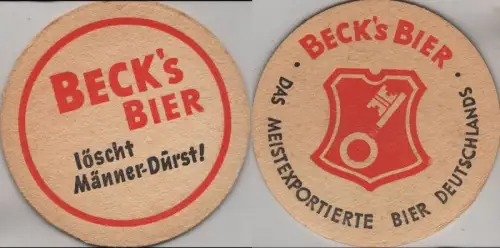 BECK's
BIER
löscht
Männer-Durst!
· BECK's BIER ·
DAS MEISTEXPORTIERTE BIER DEUTSCHLANDS